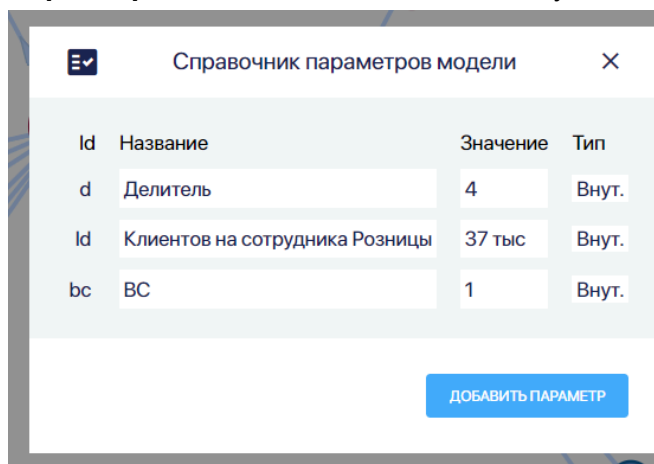 Справочник параметров модели
Id Название Значение Тип
d Делитель 4 Внут.
ld Клиентов на сотрудника Розницы 37 тыс Внут.
bc BC 1 Внут.
ДОБАВИТЬ ПАРАМЕТР